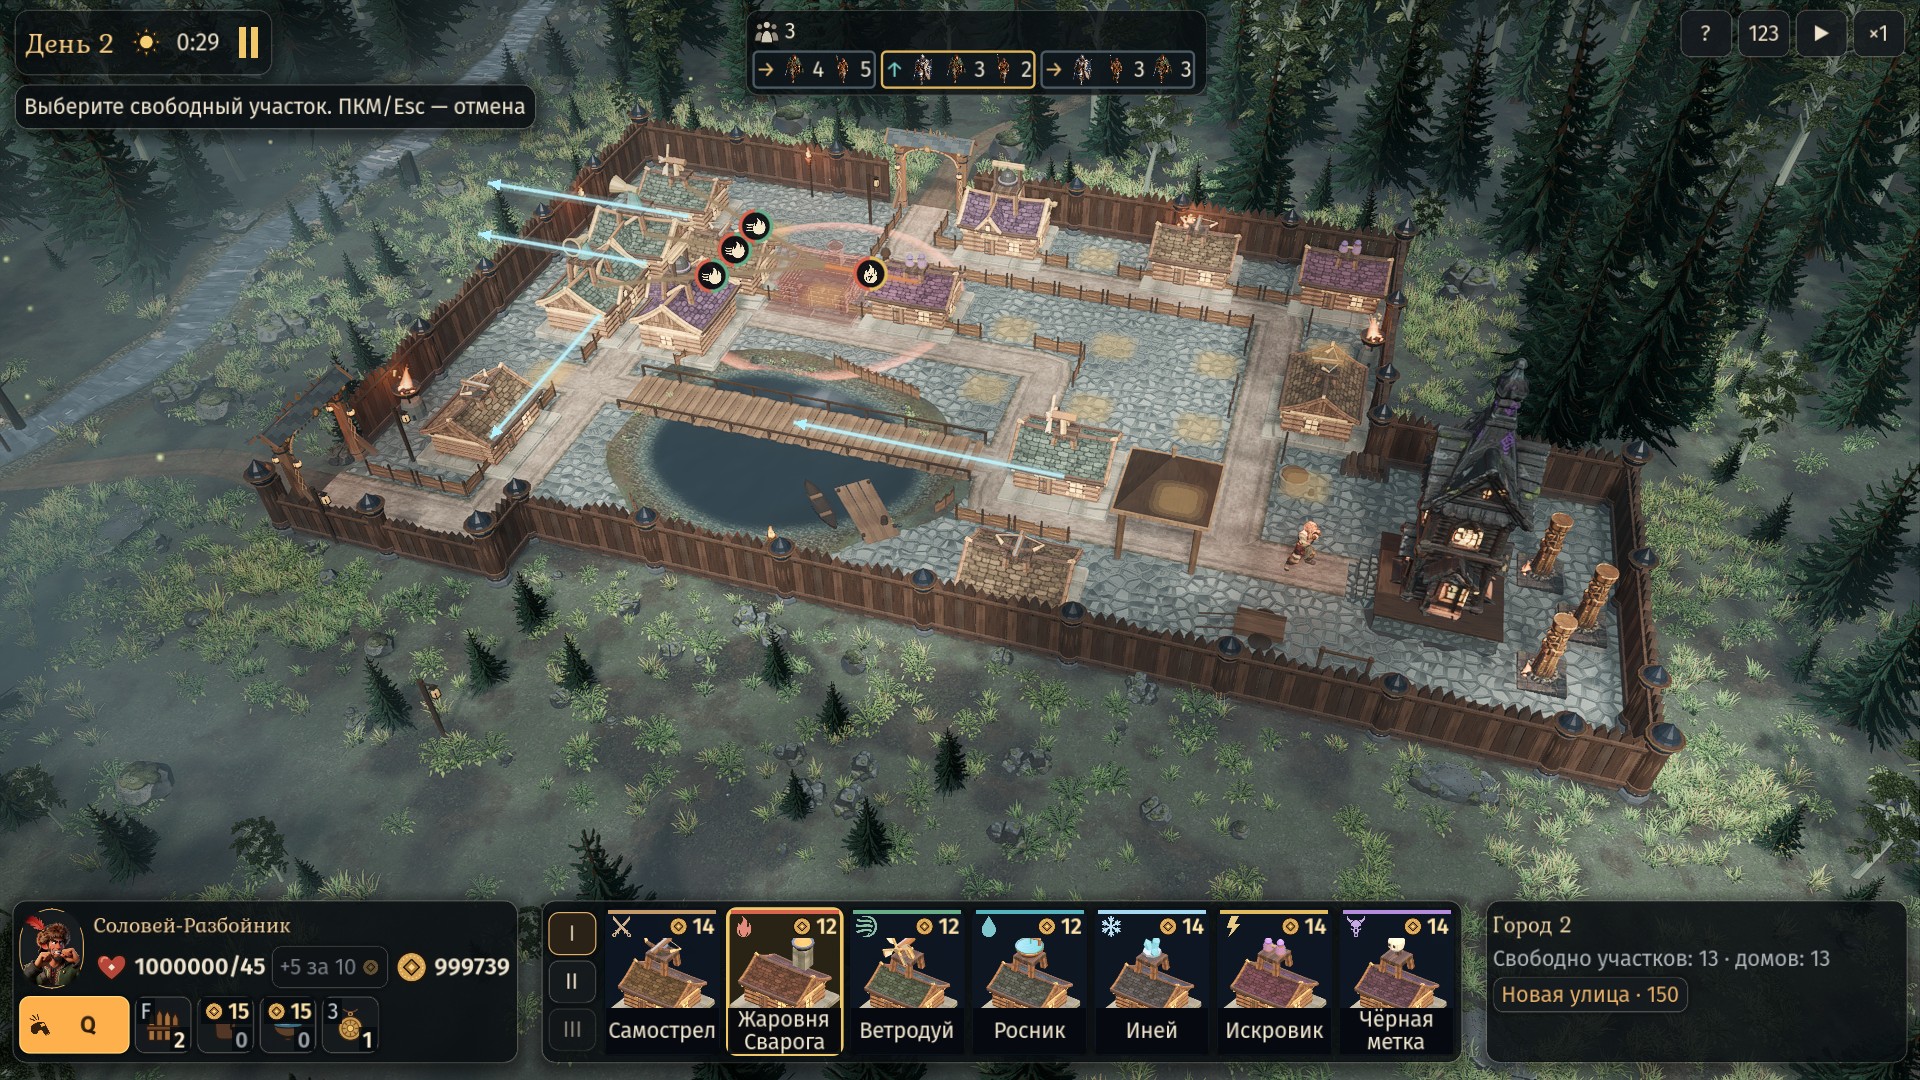 День 2 0:29
3
4 5 3 2 3 3
? 123 ×1
Выберите свободный участок. ПКМ/Esc — отмена
Соловей-Разбойник
1000000/45 +5 за 10 999739
Q F 2 15 0 15 0 3 1
I
II
III
14 12 12 12 14 14 14
Самострел
Жаровня
Сварога
Ветродуй
Росник
Иней
Искровик
Чёрная
метка
Город 2
Свободно участков: 13 · домов: 13
Новая улица · 150